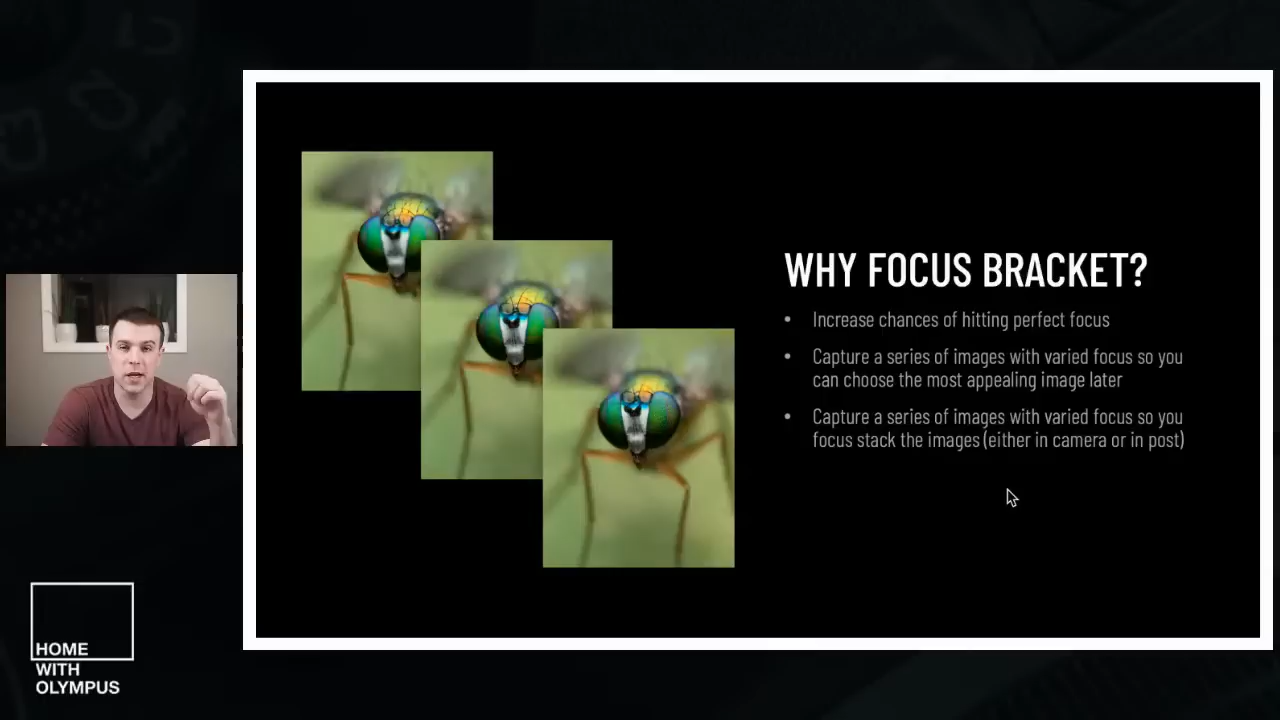 WHY FOCUS BRACKET?
• Increase chances of hitting perfect focus
• Capture a series of images with varied focus so you
can choose the most appealing image later
• Capture a series of images with varied focus so you
focus stack the images (either in camera or in post)
HOME
WITH
OLYMPUS